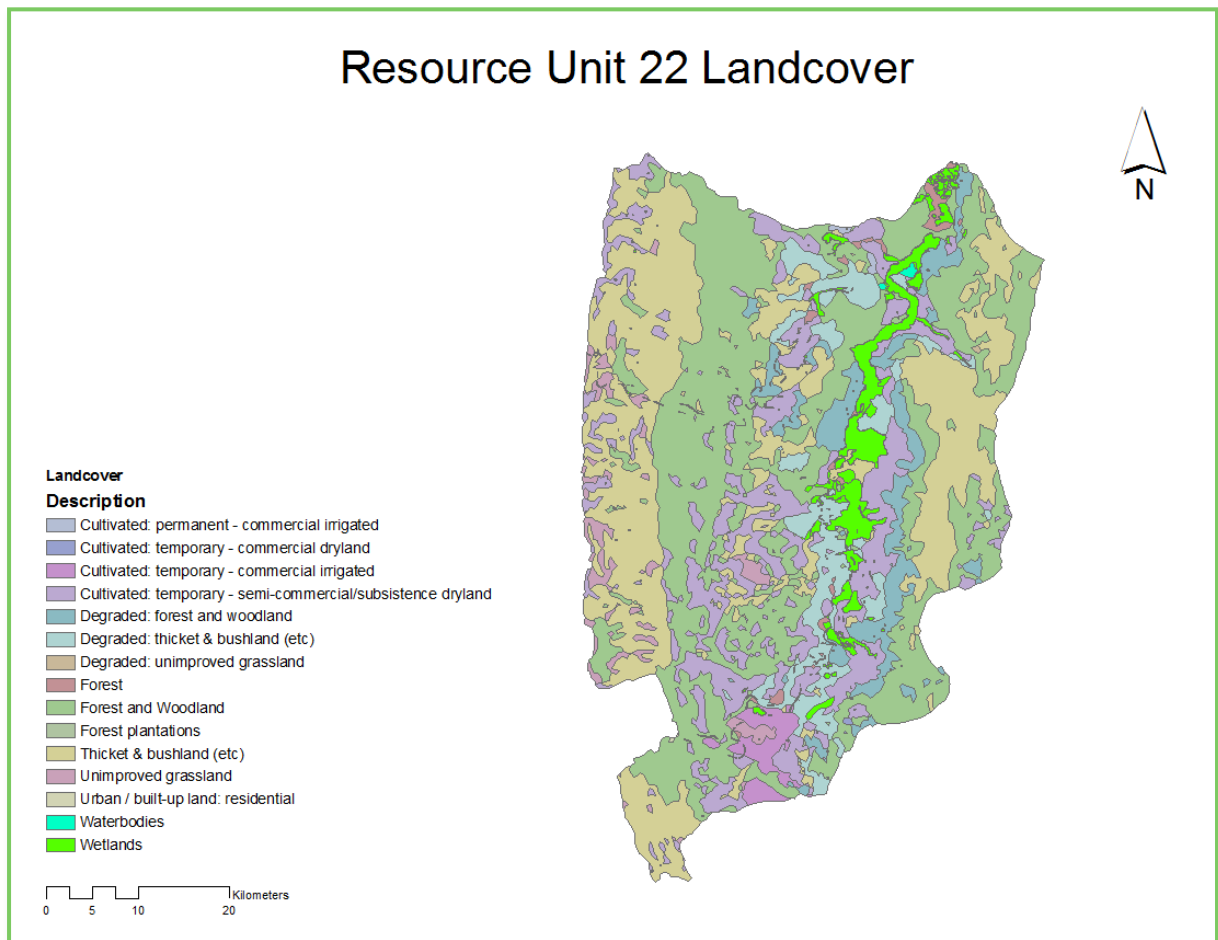 Resource Unit 22 Landcover
N
Landcover
Description
Cultivated: permanent - commercial irrigated
Cultivated: temporary - commercial dryland
Cultivated: temporary - commercial irrigated
Cultivated: temporary - semi-commercial/subsistence dryland
Degraded: forest and woodland
Degraded: thicket & bushland (etc)
Degraded: unimproved grassland
Forest
Forest and Woodland
Forest plantations
Thicket & bushland (etc)
Unimproved grassland
Urban / built-up land: residential
Waterbodies
Wetlands
Kilometers
0 5 10 20